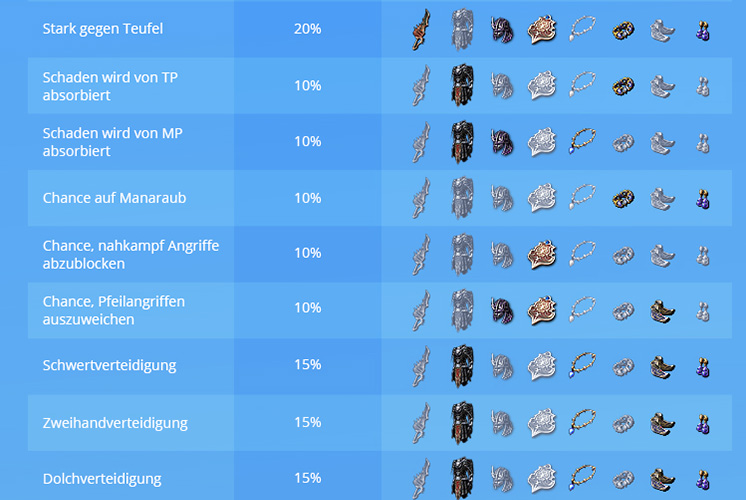 Stark gegen Teufel 20%
Schaden wird von TP 10%
absorbiert
Schaden wird von MP 10%
absorbiert
Chance auf Manaraub 10%
Chance, nahkampf Angriffe 10%
abzublocken
Chance, Pfeilangriffen 10%
auszuweichen
Schwertverteidigung 15%
Zweihandverteidigung 15%
Dolchverteidigung 15%